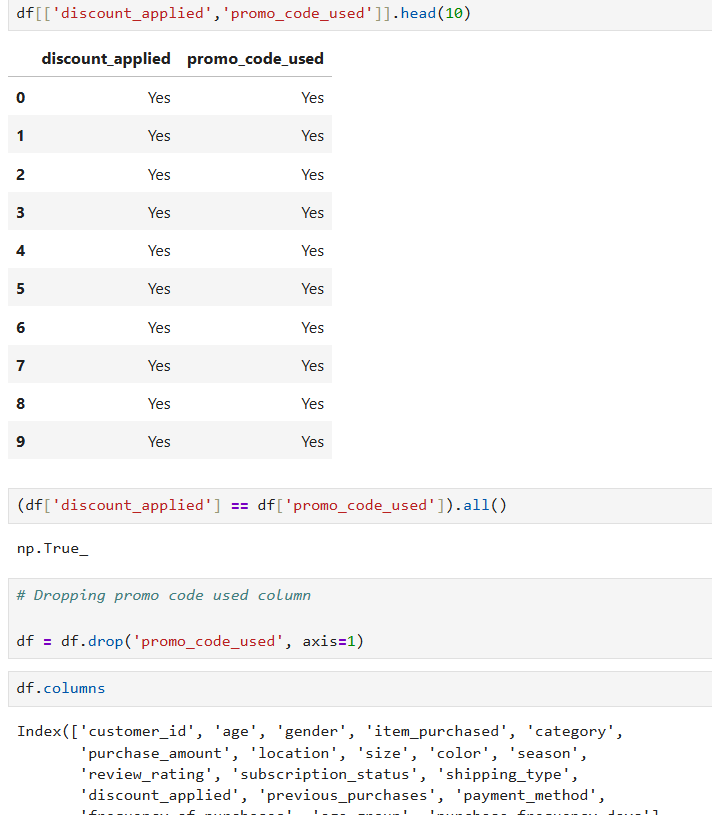 df[['discount_applied','promo_code_used']].head(10)
discount_applied promo_code_used
0 Yes Yes
1 Yes Yes
2 Yes Yes
3 Yes Yes
4 Yes Yes
5 Yes Yes
6 Yes Yes
7 Yes Yes
8 Yes Yes
9 Yes Yes
(df['discount_applied'] == df['promo_code_used']).all()
np.True_
# Dropping promo code used column
df = df.drop('promo_code_used', axis=1)
df.columns
Index(['customer_id', 'age', 'gender', 'item_purchased', 'category',
'purchase_amount', 'location', 'size', 'color', 'season',
'review_rating', 'subscription_status', 'shipping_type',
'discount_applied', 'previous_purchases', 'payment_method',
'frequency_of_purchases', 'age_group', 'purchase_frequency_days'],